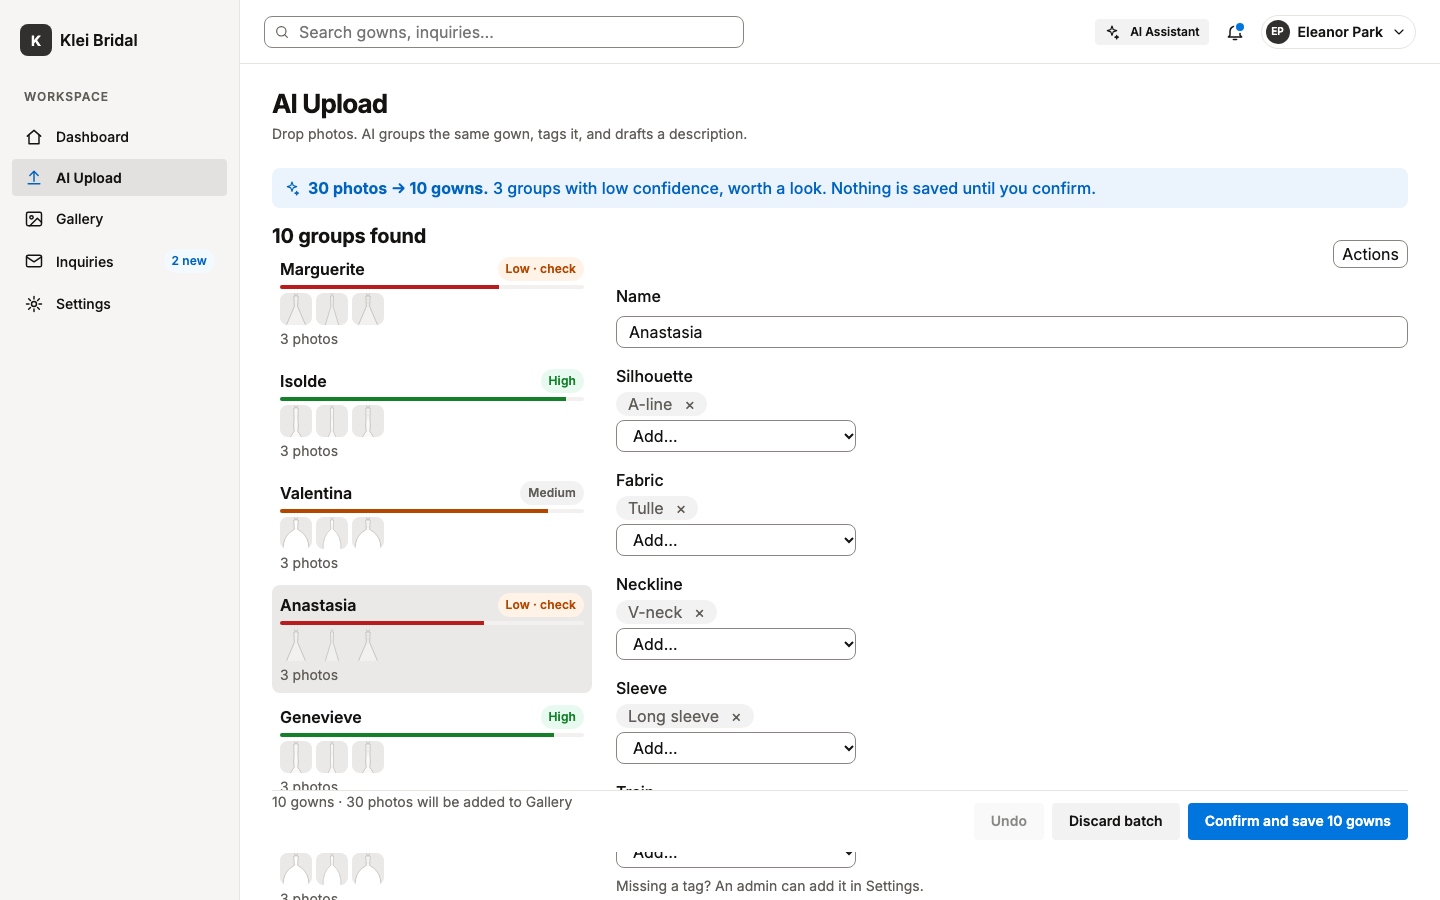 K Klei Bridal
WORKSPACE
Dashboard
AI Upload
Gallery
Inquiries 2 new
Settings
Search gowns, inquiries...
AI Assistant
EP Eleanor Park
AI Upload
Drop photos. AI groups the same gown, tags it, and drafts a description.
30 photos → 10 gowns. 3 groups with low confidence, worth a look. Nothing is saved until you confirm.
10 groups found
Marguerite Low · check
3 photos
Isolde High
3 photos
Valentina Medium
3 photos
Anastasia Low · check
3 photos
Genevieve High
3 photos
Actions
Name
Anastasia
Silhouette
A-line ×
Add...
Fabric
Tulle ×
Add...
Neckline
V-neck ×
Add...
Sleeve
Long sleeve ×
Add...
Train
10 gowns · 30 photos will be added to Gallery
Undo
Discard batch
Confirm and save 10 gowns
Add...
3 photos
Missing a tag? An admin can add it in Settings.